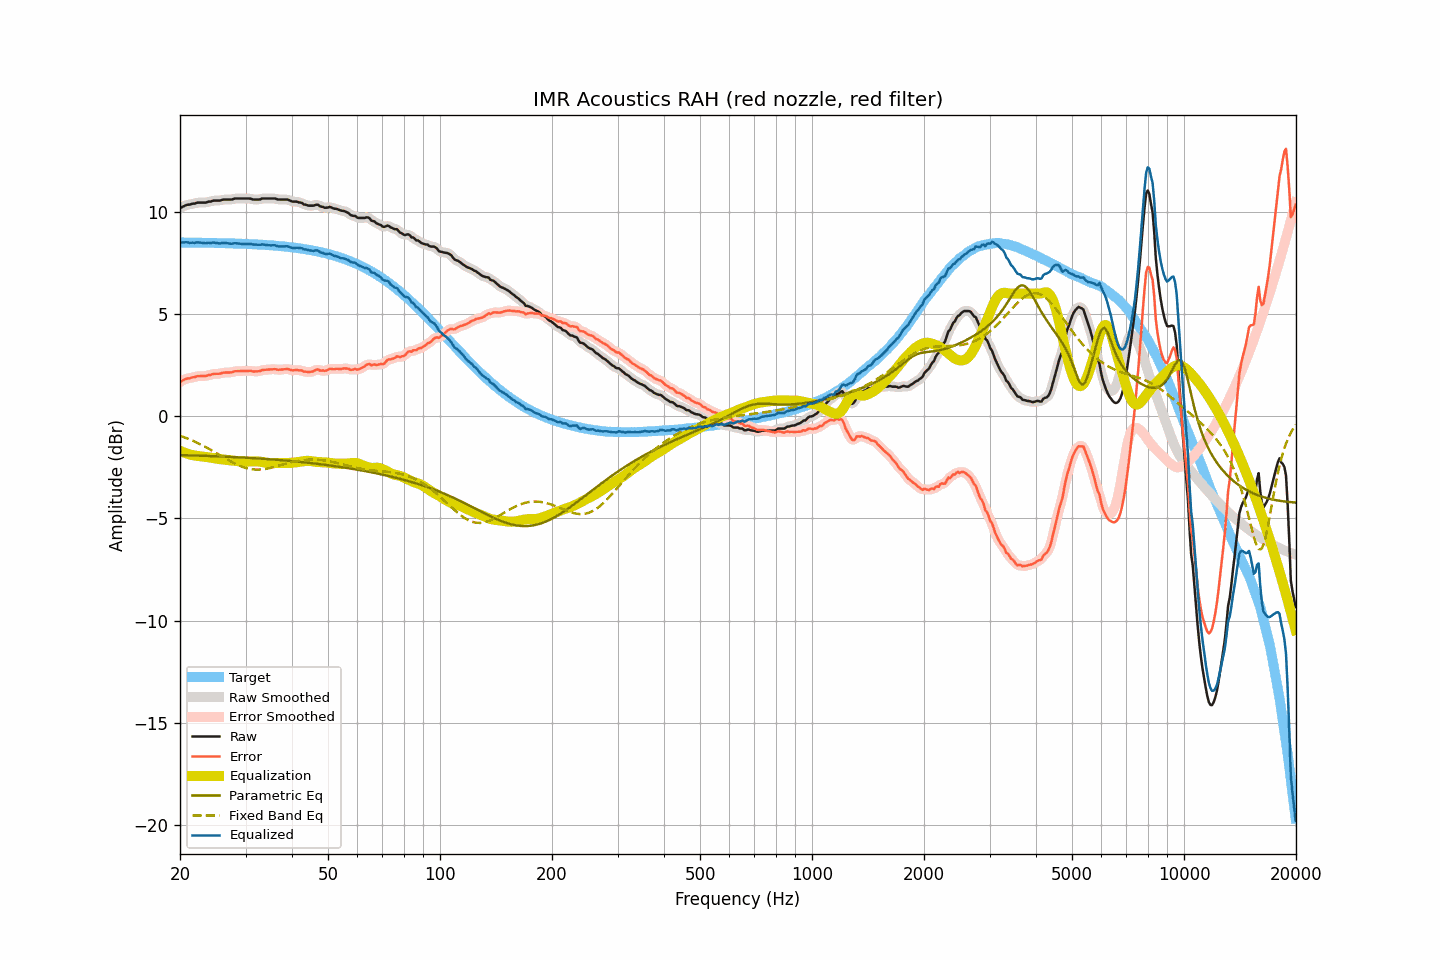 IMR Acoustics RAH (red nozzle, red filter)
Amplitude (dBr)
10
5
0
−5
−10
−15
−20
Target
Raw Smoothed
Error Smoothed
Raw
Error
Equalization
Parametric Eq
Fixed Band Eq
Equalized
20 50 100 200 500 1000 2000 5000 10000 20000
Frequency (Hz)